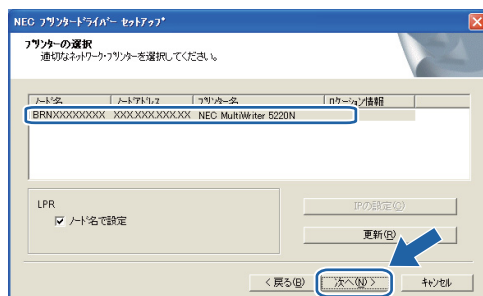 NEC プリンタードライバー セットアップ
プリンターの選択
適切なネットワーク・プリンターを選択してください。
ノード名 ノードアドレス プリンター名 ロケーション情報
BRNXXXXXXXXX XXX.XXX.XXX.XX NEC MultiWriter 5220N
LPR
ノード名で設定
IPの設定(C)
更新(R)
< 戻る(B) 次へ(N) > キャンセル